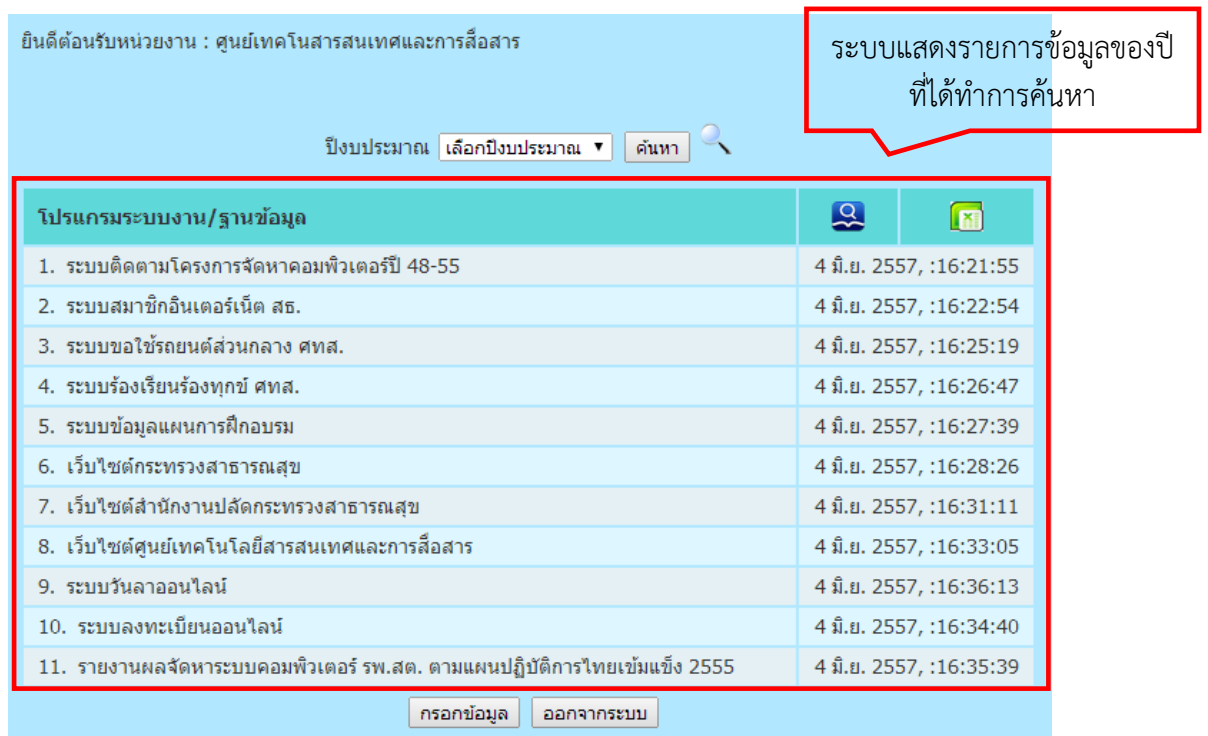 ยินดีต้อนรับหน่วยงาน : ศูนย์เทคโนสารสนเทศและการสื่อสาร
ระบบแสดงรายการข้อมูลของปี
ที่ได้ทำการค้นหา
ปีงบประมาณ เลือกปีงบประมาณ ค้นหา
โปรแกรมระบบงาน/ฐานข้อมูล
1. ระบบติดตามโครงการจัดหาคอมพิวเตอร์ปี 48-55 4 มิ.ย. 2557, :16:21:55
2. ระบบสมาชิกอินเตอร์เน็ต สธ. 4 มิ.ย. 2557, :16:22:54
3. ระบบขอใช้รถยนต์ส่วนกลาง ศทส. 4 มิ.ย. 2557, :16:25:19
4. ระบบร้องเรียนร้องทุกข์ ศทส. 4 มิ.ย. 2557, :16:26:47
5. ระบบข้อมูลแผนการฝึกอบรม 4 มิ.ย. 2557, :16:27:39
6. เว็บไซต์กระทรวงสาธารณสุข 4 มิ.ย. 2557, :16:28:26
7. เว็บไซต์สำนักงานปลัดกระทรวงสาธารณสุข 4 มิ.ย. 2557, :16:31:11
8. เว็บไซต์ศูนย์เทคโนโลยีสารสนเทศและการสื่อสาร 4 มิ.ย. 2557, :16:33:05
9. ระบบวันลาออนไลน์ 4 มิ.ย. 2557, :16:36:13
10. ระบบลงทะเบียนออนไลน์ 4 มิ.ย. 2557, :16:34:40
11. รายงานผลจัดหาระบบคอมพิวเตอร์ รพ.สต. ตามแผนปฏิบัติการไทยเข้มแข็ง 2555 4 มิ.ย. 2557, :16:35:39
กรอกข้อมูล ออกจากระบบ